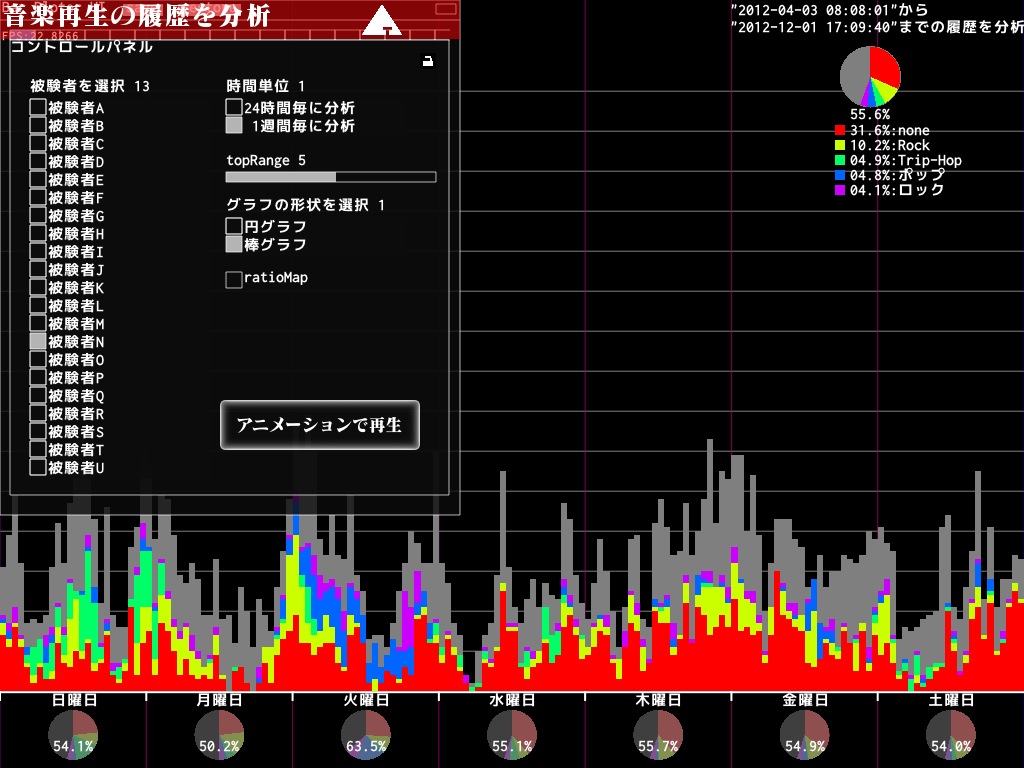 音楽再生の履歴を分析
FPS:22.8266
コントロールパネル
"2012-04-03 08:08:01"から
"2012-12-01 17:09:40"までの履歴を分析
被験者を選択 13
被験者A
被験者B
被験者C
被験者D
被験者E
被験者F
被験者G
被験者H
被験者I
被験者J
被験者K
被験者L
被験者M
被験者N
被験者O
被験者P
被験者Q
被験者R
被験者S
被験者T
被験者U
時間単位 1
24時間毎に分析
1週間毎に分析
topRange 5
グラフの形状を選択 1
円グラフ
棒グラフ
ratioMap
アニメーションで再生
55.6%
31.6%:none
10.2%:Rock
04.9%:Trip-Hop
04.8%:ポップ
04.1%:ロック
日曜日
月曜日
火曜日
水曜日
木曜日
金曜日
土曜日
54.1%
50.2%
63.5%
55.1%
55.7%
54.9%
54.0%